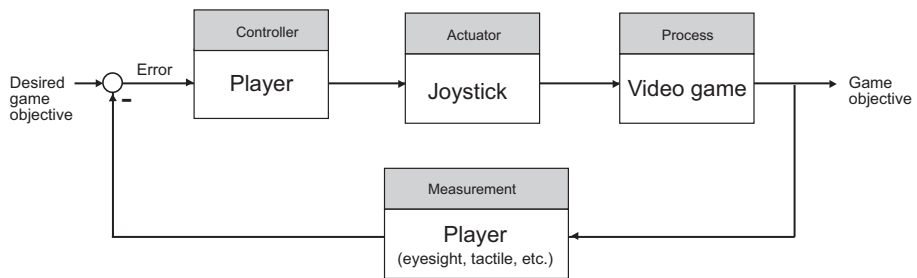 Controller
Actuator
Process
Desired
game
objective
Error
Player
Joystick
Video game
Game
objective
-
Measurement
Player
(eyesight, tactile, etc.)